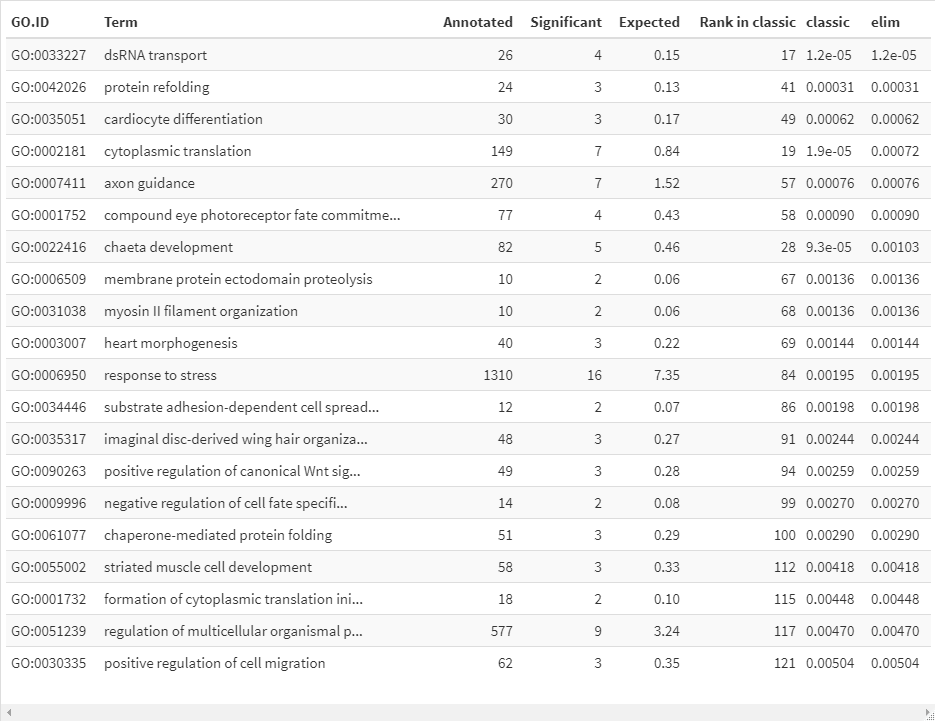 GO.ID Term Annotated Significant Expected Rank in classic classic elim
GO:0033227 dsRNA transport 26 4 0.15 17 1.2e-05 1.2e-05
GO:0042026 protein refolding 24 3 0.13 41 0.00031 0.00031
GO:0035051 cardiocyte differentiation 30 3 0.17 49 0.00062 0.00062
GO:0002181 cytoplasmic translation 149 7 0.84 19 1.9e-05 0.00072
GO:0007411 axon guidance 270 7 1.52 57 0.00076 0.00076
GO:0001752 compound eye photoreceptor fate commitme... 77 4 0.43 58 0.00090 0.00090
GO:0022416 chaeta development 82 5 0.46 28 9.3e-05 0.00103
GO:0006509 membrane protein ectodomain proteolysis 10 2 0.06 67 0.00136 0.00136
GO:0031038 myosin II filament organization 10 2 0.06 68 0.00136 0.00136
GO:0003007 heart morphogenesis 40 3 0.22 69 0.00144 0.00144
GO:0006950 response to stress 1310 16 7.35 84 0.00195 0.00195
GO:0034446 substrate adhesion-dependent cell spread... 12 2 0.07 86 0.00198 0.00198
GO:0035317 imaginal disc-derived wing hair organiza... 48 3 0.27 91 0.00244 0.00244
GO:0090263 positive regulation of canonical Wnt sig... 49 3 0.28 94 0.00259 0.00259
GO:0009996 negative regulation of cell fate specifi... 14 2 0.08 99 0.00270 0.00270
GO:0061077 chaperone-mediated protein folding 51 3 0.29 100 0.00290 0.00290
GO:0055002 striated muscle cell development 58 3 0.33 112 0.00418 0.00418
GO:0001732 formation of cytoplasmic translation ini... 18 2 0.10 115 0.00448 0.00448
GO:0051239 regulation of multicellular organismal p... 577 9 3.24 117 0.00470 0.00470
GO:0030335 positive regulation of cell migration 62 3 0.35 121 0.00504 0.00504